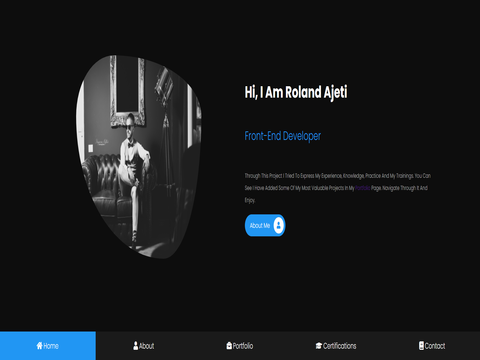 Hi, I Am Roland Ajeti
Front-End Developer
Through This Project I Tried To Express My Experience, Knowledge, Practice And My Trainings. You Can
See I Have Added Some Of My Most Valuable Projects In My Portfolio Page. Navigate Through It And
Enjoy.
About Me
Home
About
Portfolio
Certifications
Contact